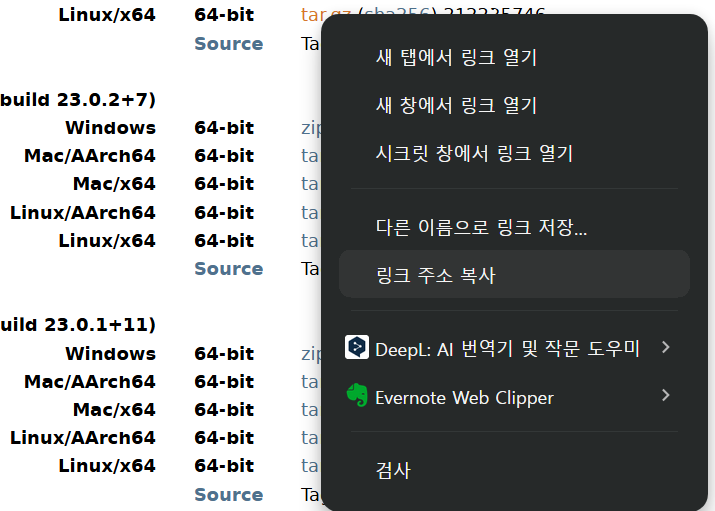 Linux/x64 64-bit tar.gz (sha256) 212235746
Source Ta
새 탭에서 링크 열기
새 창에서 링크 열기
시크릿 창에서 링크 열기
다른 이름으로 링크 저장...
링크 주소 복사
DeepL: AI 번역기 및 작문 도우미
Evernote Web Clipper
검사
build 23.0.2+7)
Windows 64-bit zip
Mac/AArch64 64-bit ta
Mac/x64 64-bit ta
Linux/AArch64 64-bit ta
Linux/x64 64-bit ta
Source Ta
uild 23.0.1+11)
Windows 64-bit zip
Mac/AArch64 64-bit ta
Mac/x64 64-bit ta
Linux/AArch64 64-bit ta
Linux/x64 64-bit ta
Source Ta